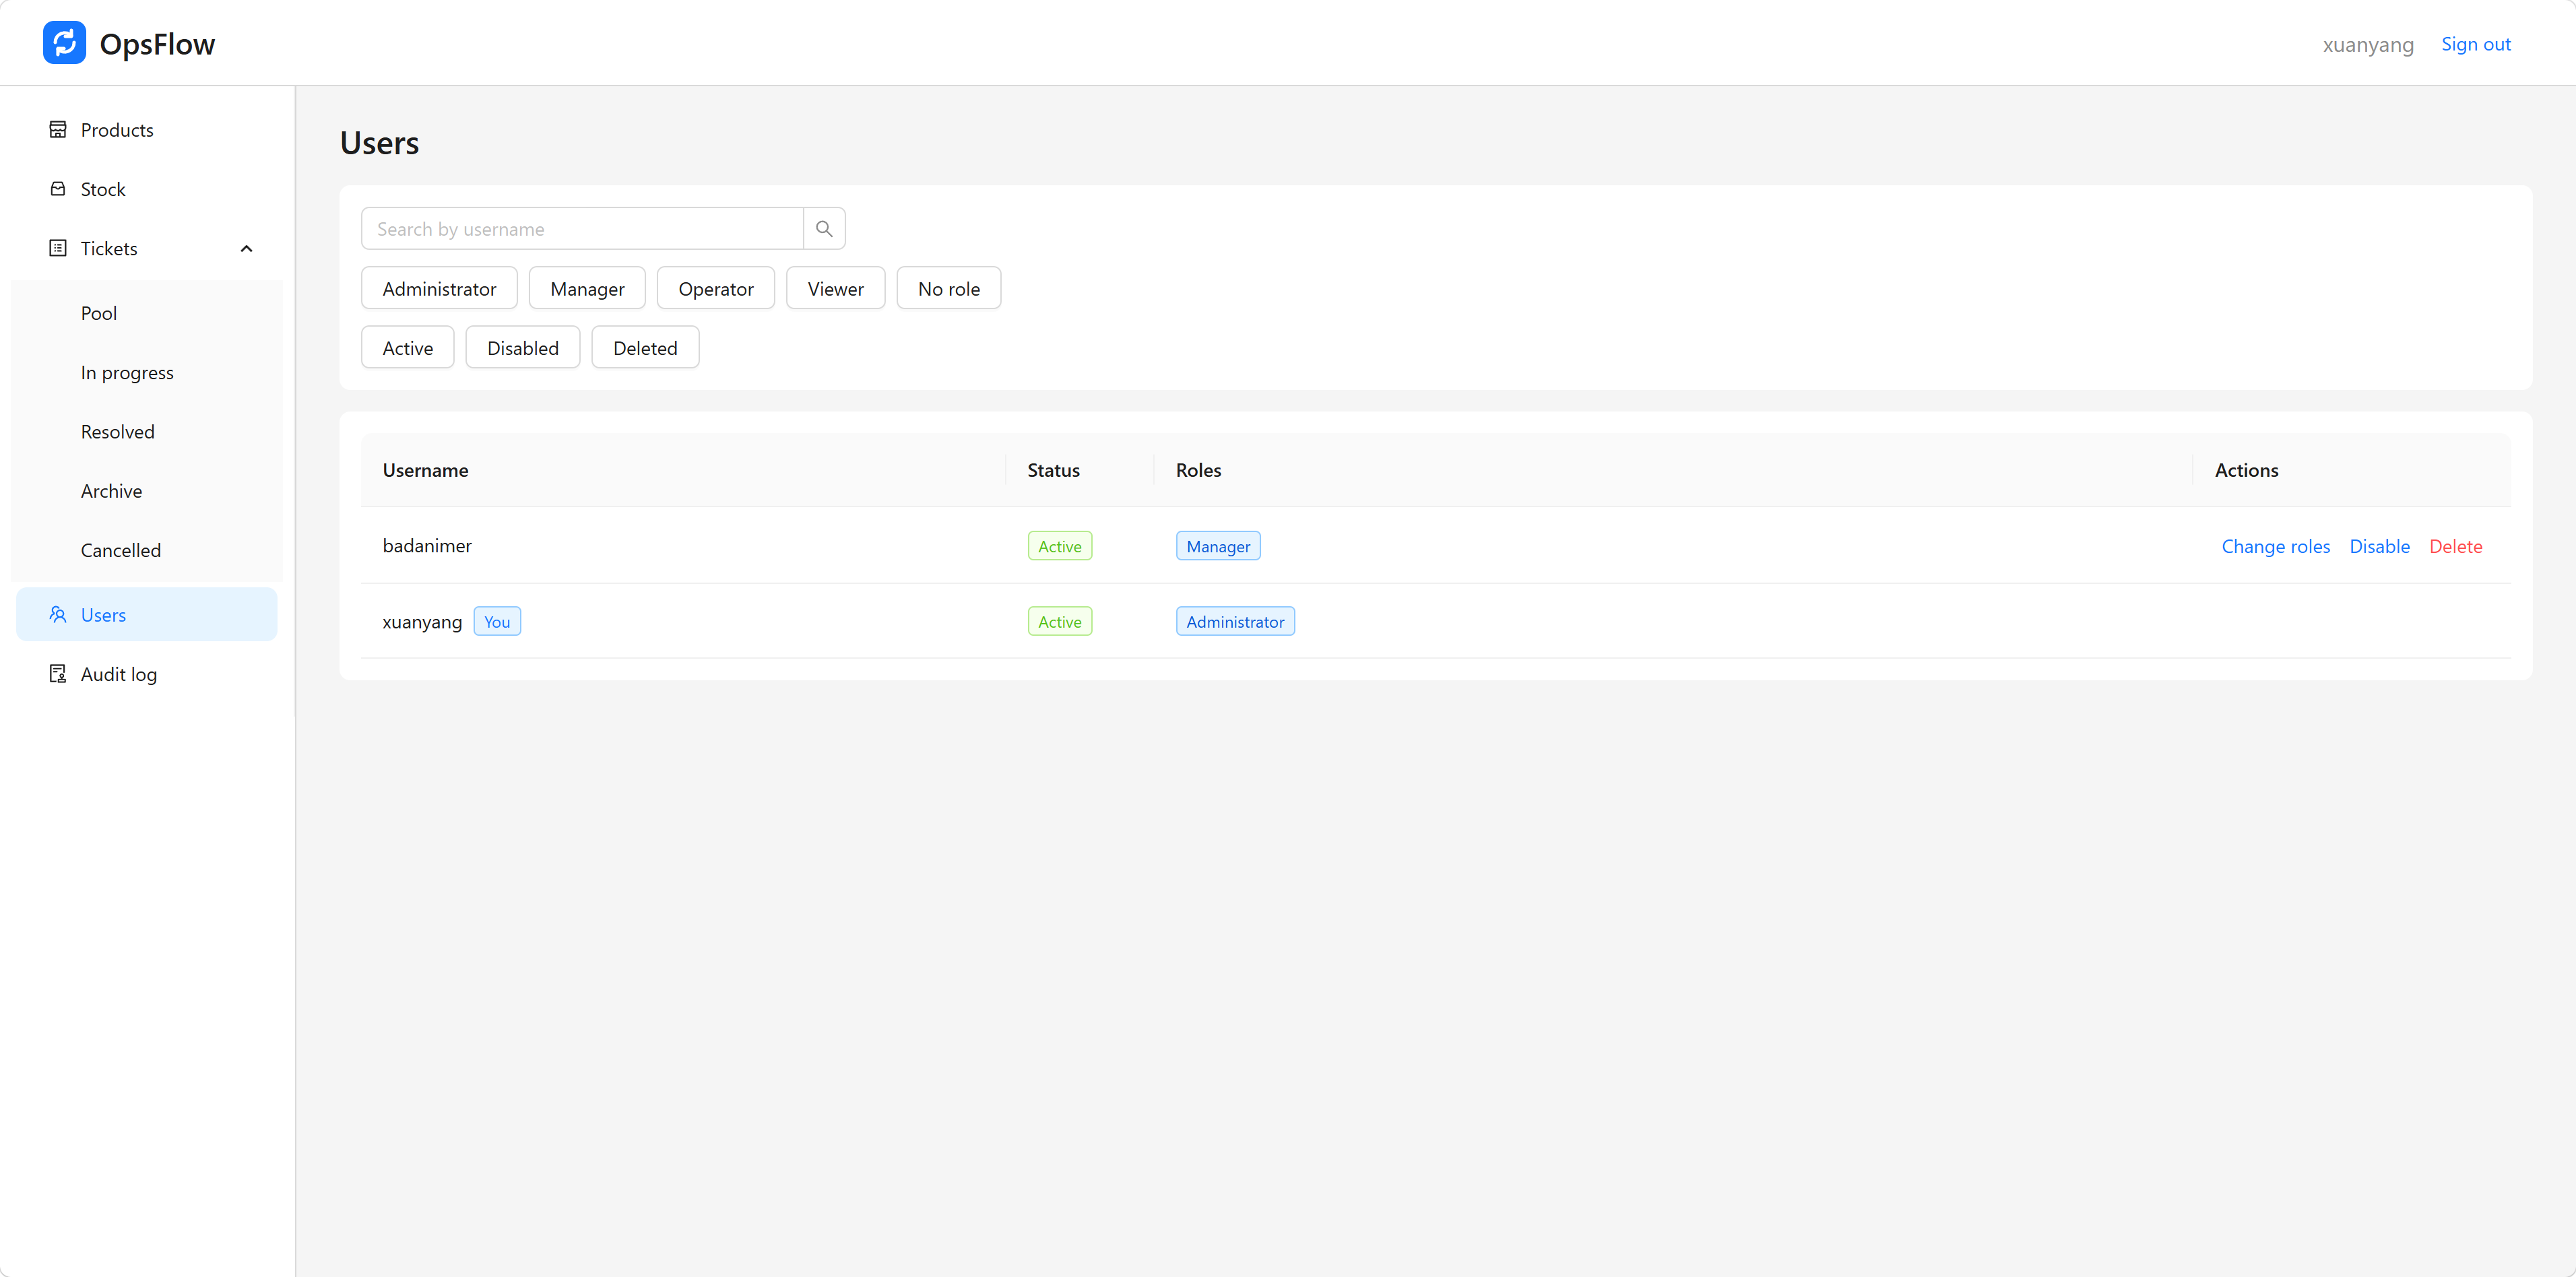 OpsFlow
xuanyang Sign out
Products
Stock
Tickets
Pool
In progress
Resolved
Archive
Cancelled
Users
Audit log
Users
Search by username
Administrator Manager Operator Viewer No role
Active Disabled Deleted
Username Status Roles Actions
badanimer Active Manager Change roles Disable Delete
xuanyang You Active Administrator